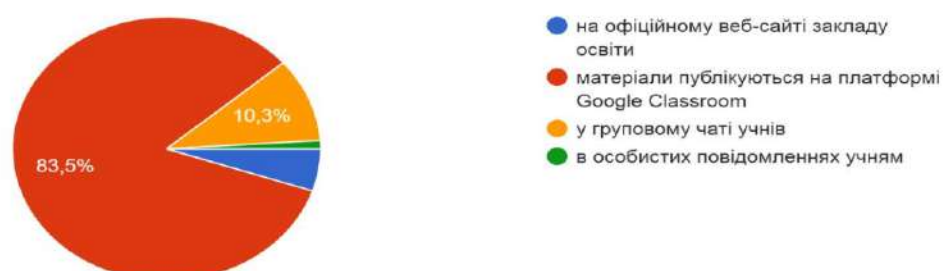 на офіційному веб-сайті закладу
освіти
матеріали публікуються на платформі
Google Classroom
у груповому чаті учнів
в особистих повідомленнях учням
10,3%
83,5%